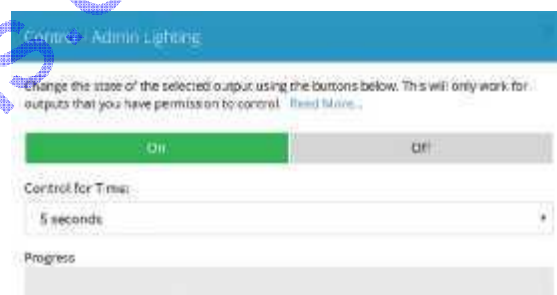 Control - Admin Lighting
Change the state of the selected output using the buttons below. This will only work for
outputs that you have permission to control. Read More...
On
Off
Control for Time:
5 seconds
Progress